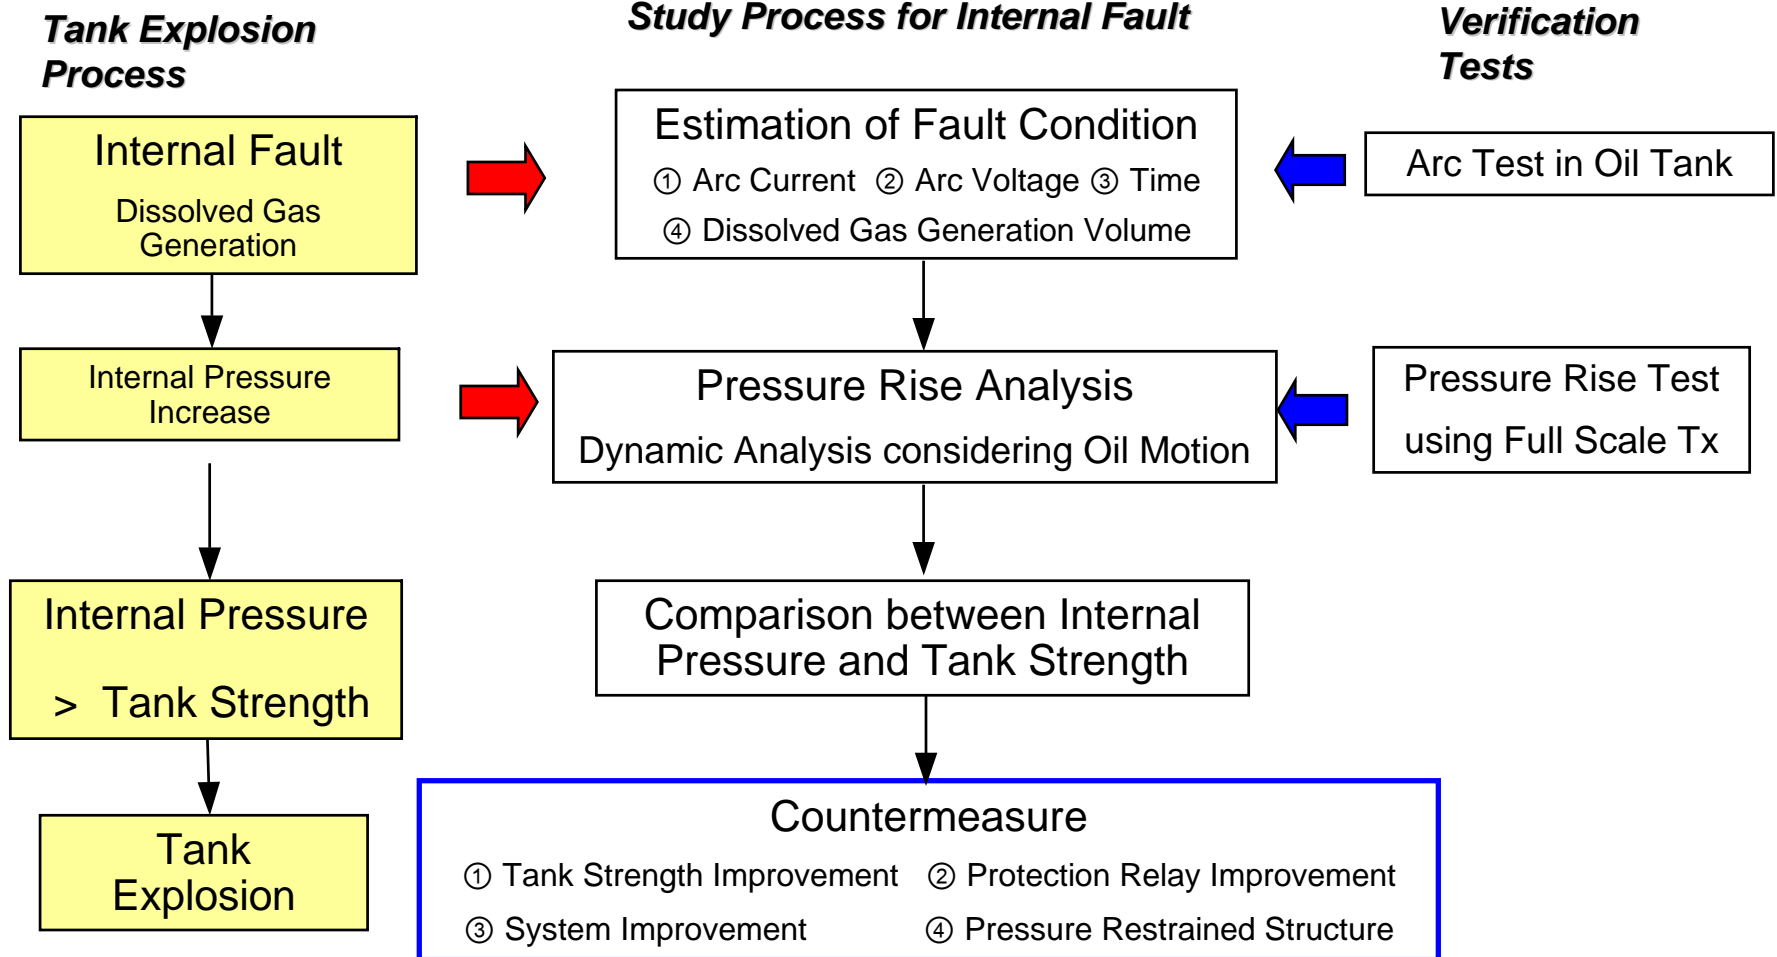 Tank Explosion
Process
Internal Fault
Dissolved Gas
Generation
Internal Pressure
Increase
Internal Pressure
> Tank Strength
Tank
Explosion
Study Process for Internal Fault
Estimation of Fault Condition
① Arc Current ② Arc Voltage ③ Time
④ Dissolved Gas Generation Volume
Pressure Rise Analysis
Dynamic Analysis considering Oil Motion
Comparison between Internal
Pressure and Tank Strength
Countermeasure
① Tank Strength Improvement ② Protection Relay Improvement
③ System Improvement ④ Pressure Restrained Structure
Verification
Tests
Arc Test in Oil Tank
Pressure Rise Test
using Full Scale Tx